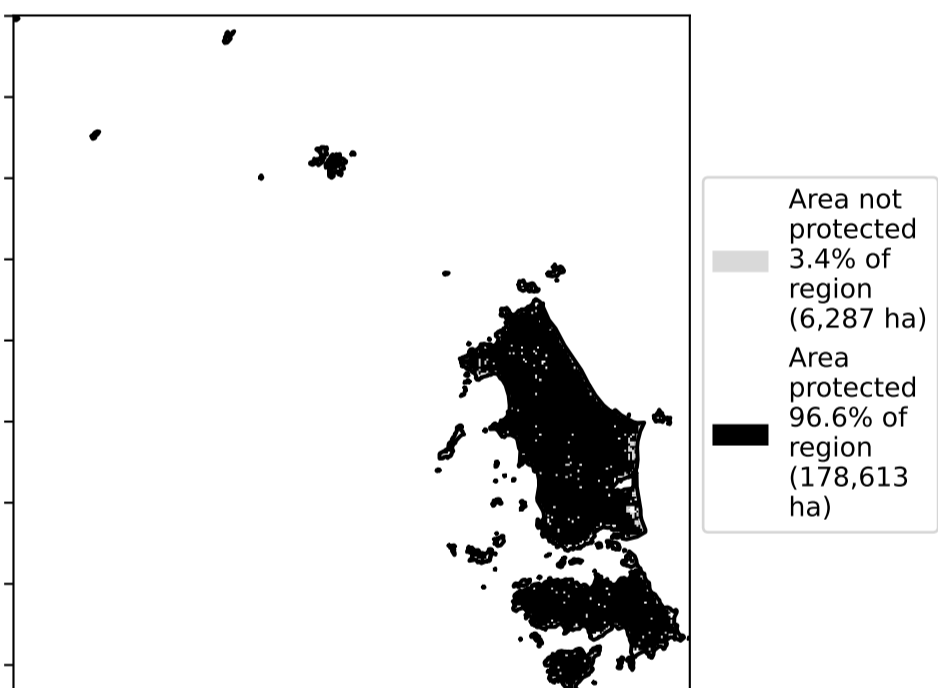 Area not
protected
3.4% of
region
(6,287 ha)
Area
protected
96.6% of
region
(178,613
ha)